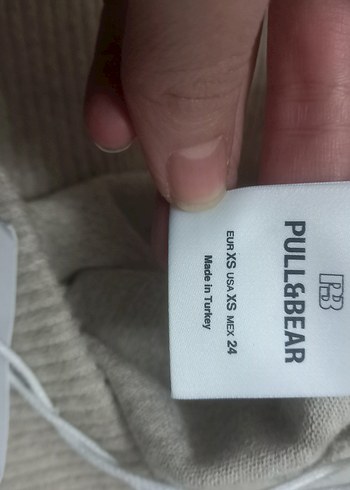 PB
PULL&BEAR
EUR XS USA XS MEX 24
Made in Turkey